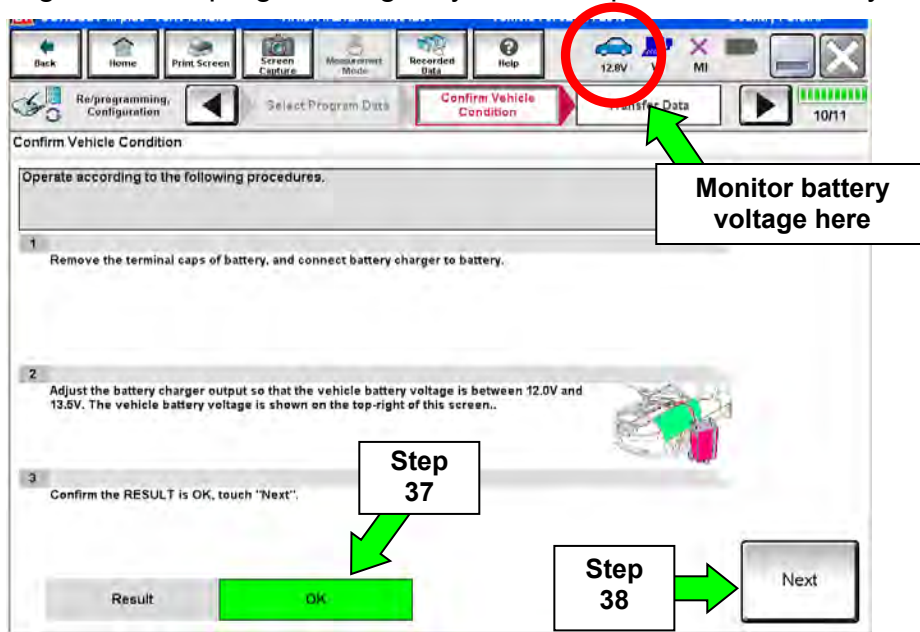 Back
Home
Print Screen
Screen
Capture
Measurement
Mode
Recorded
Data
Help
12.8V
MI
Re/programming,
Configuration
Select Program Data
Confirm Vehicle
Condition
Transfer Data
10/11
Confirm Vehicle Condition
Operate according to the following procedures.
Monitor battery
voltage here
1
Remove the terminal caps of battery, and connect battery charger to battery.
2
Adjust the battery charger output so that the vehicle battery voltage is between 12.0V and
13.5V. The vehicle battery voltage is shown on the top-right of this screen..
Step
37
3
Confirm the RESULT is OK, touch "Next".
Step
38
Next
Result
OK